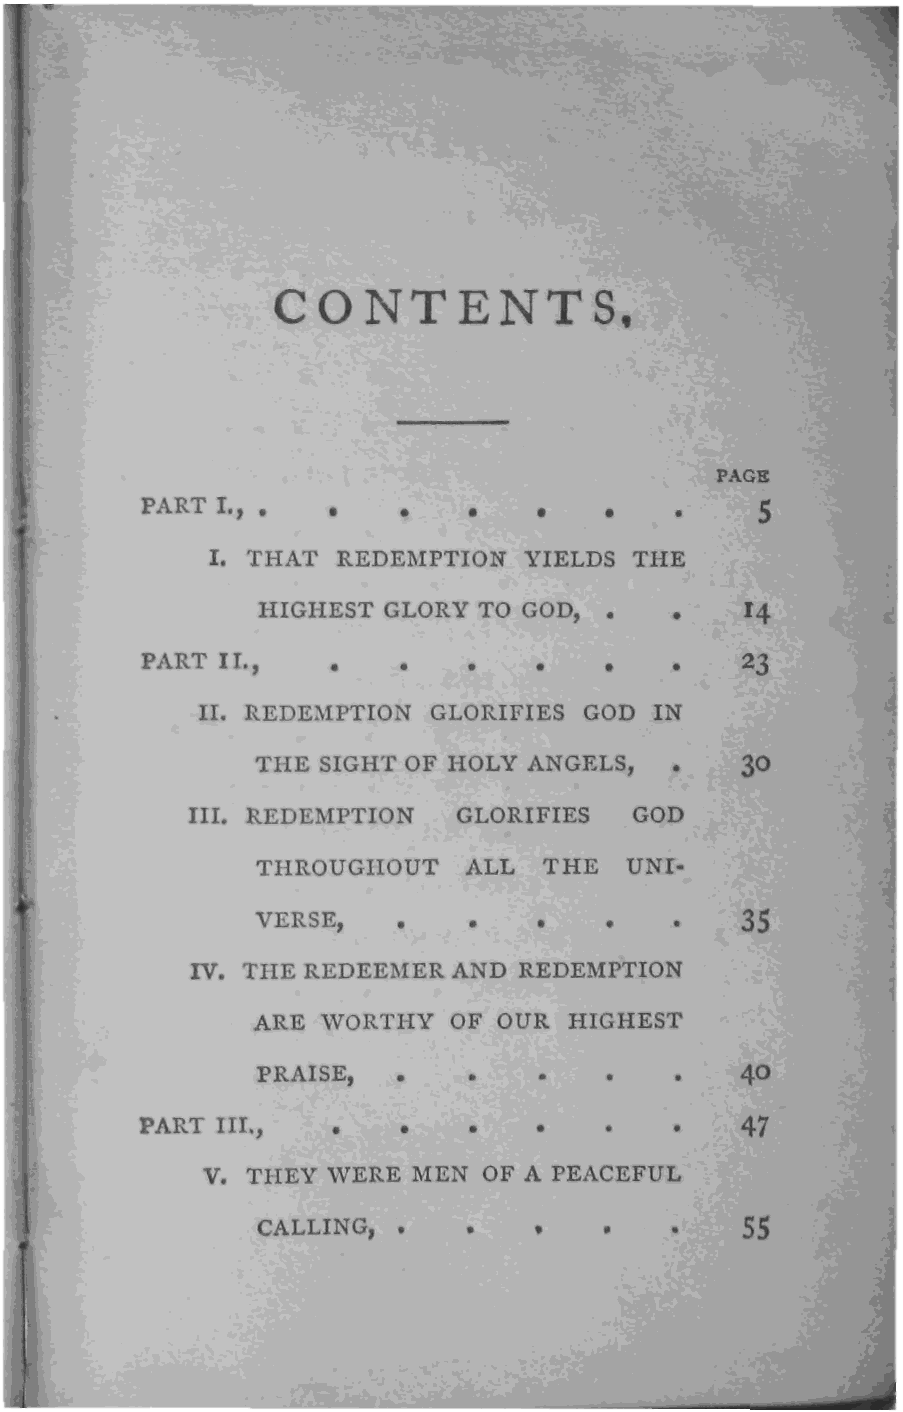 CONTENTS.
PAGE
PART I., . . . . . . . 5
I. THAT REDEMPTION YIELDS THE
HIGHEST GLORY TO GOD, . . 14
PART II., . . . . . . 23
II. REDEMPTION GLORIFIES GOD IN
THE SIGHT OF HOLY ANGELS, . 30
III. REDEMPTION GLORIFIES GOD
THROUGHOUT ALL THE UNI-
VERSE, . . . . . 35
IV. THE REDEEMER AND REDEMPTION
ARE WORTHY OF OUR HIGHEST
PRAISE, . . . . . 40
PART III., . . . . . . 47
V. THEY WERE MEN OF A PEACEFUL
CALLING, . . . . . 55